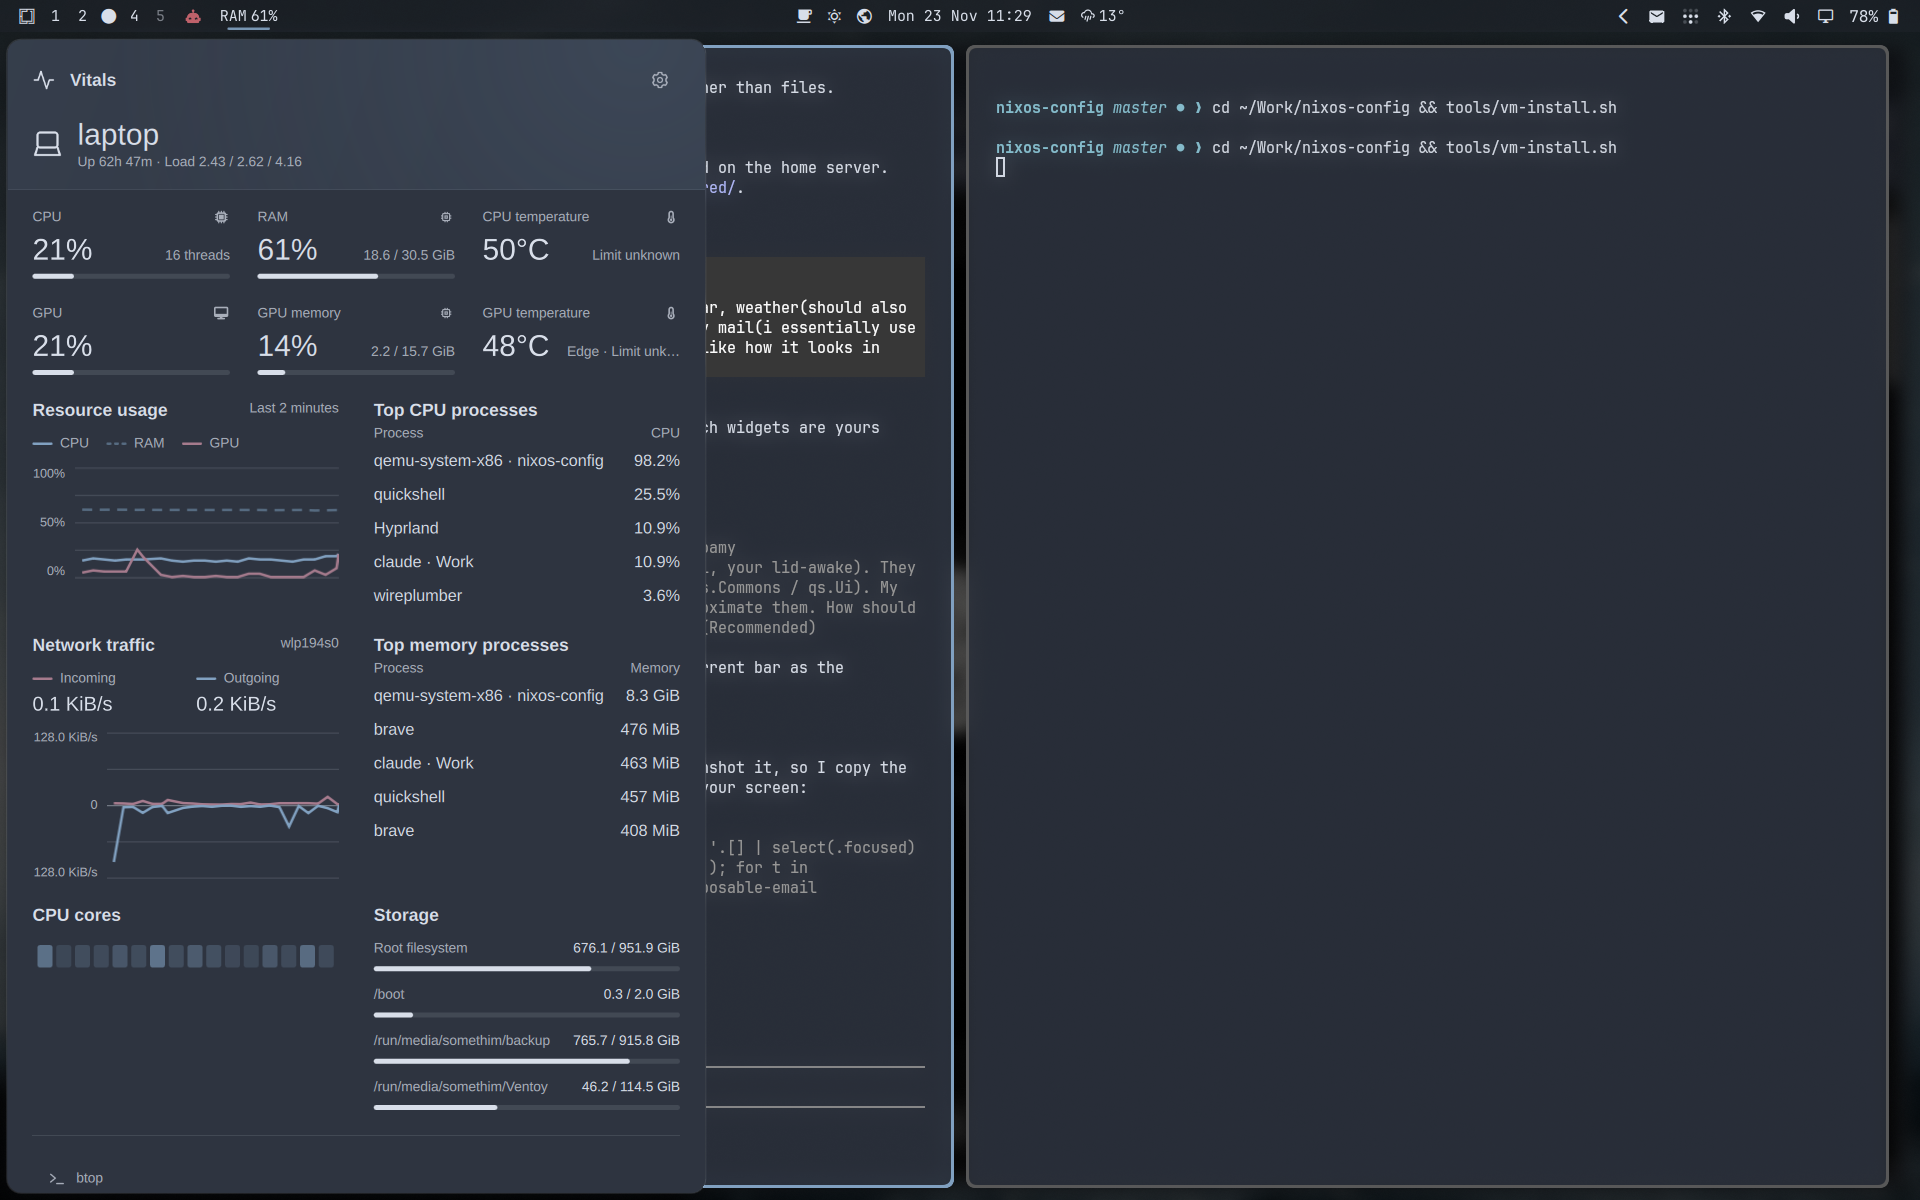 1 2 4 5 RAM 61%
Mon 23 Nov 11:29 13°
78%
Vitals
laptop
Up 62h 47m · Load 2.43 / 2.62 / 4.16
CPU
21%
16 threads
RAM
61%
18.6 / 30.5 GiB
CPU temperature
50°C
Limit unknown
GPU
21%
GPU memory
14%
2.2 / 15.7 GiB
GPU temperature
48°C
Edge · Limit unk…
Resource usage
Last 2 minutes
CPU RAM GPU
100%
50%
0%
Top CPU processes
Process CPU
qemu-system-x86 · nixos-config 98.2%
quickshell 25.5%
Hyprland 10.9%
claude · Work 10.9%
wireplumber 3.6%
Network traffic
wlp194s0
Incoming
0.1 KiB/s
Outgoing
0.2 KiB/s
128.0 KiB/s
0
128.0 KiB/s
Top memory processes
Process Memory
qemu-system-x86 · nixos-config 8.3 GiB
brave 476 MiB
claude · Work 463 MiB
quickshell 457 MiB
brave 408 MiB
CPU cores
Storage
Root filesystem 676.1 / 951.9 GiB
/boot 0.3 / 2.0 GiB
/run/media/somethim/backup 765.7 / 915.8 GiB
/run/media/somethim/Ventoy 46.2 / 114.5 GiB
btop
than files.
on the home server.
red/.
weather(should also
mail(i essentially use
how it looks in
widgets are yours
, your lid-awake). They
s.Commons / qs.Ui). My
them. How should
(Recommended)
bar as the
it, so I copy the
your screen:
'.[] | select(.focused)
); for t in
nixos-config master ● ❯ cd ~/Work/nixos-config && tools/vm-install.sh
nixos-config master ● ❯ cd ~/Work/nixos-config && tools/vm-install.sh